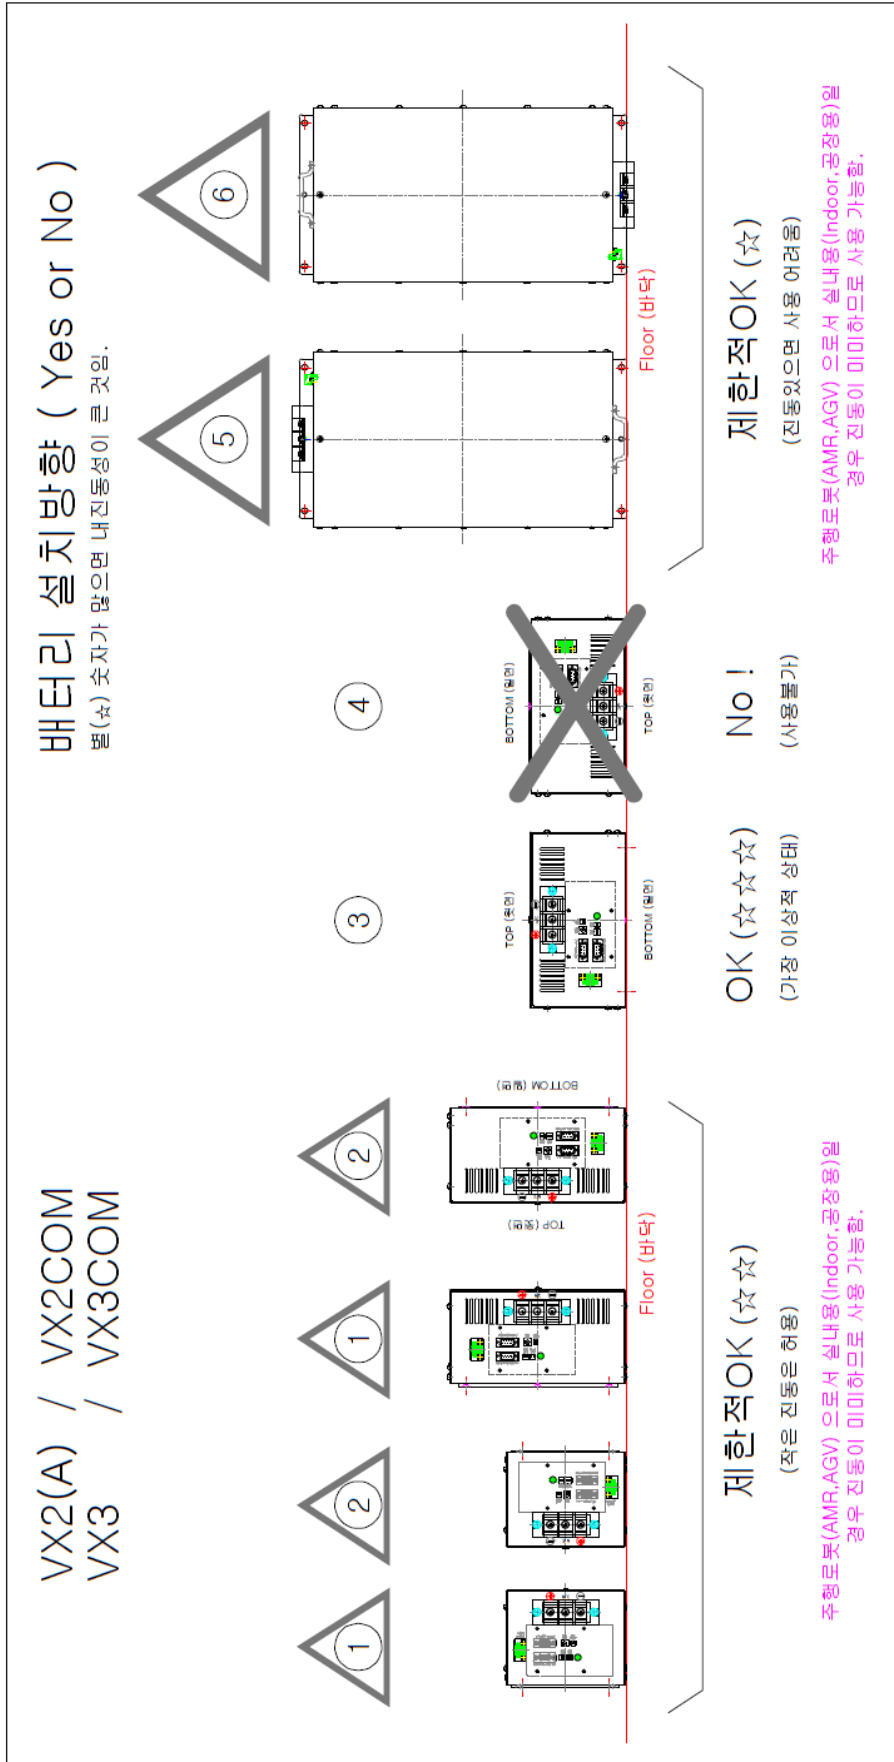 VX2(A) / VX2COM
VX3 / VX3COM
배터리 설치방향 ( Yes or No )
별(☆) 숫자가 많으면 내진동성이 큰 것임.
1
2
1
2
3
4
5
6
TOP (윗면)
BOTTOM (밑면)
TOP (윗면)
BOTTOM (밑면)
BOTTOM (밑면)
TOP (윗면)
Floor (바닥)
Floor (바닥)
제한적OK (☆☆)
(작은 진동은 허용)
주행로봇(AMR,AGV) 으로서 실내용(Indoor,공장용)일
경우 진동이 미미하므로 사용 가능함.
OK (☆☆☆)
(가장 이상적 상태)
No !
(사용불가)
제한적OK (☆)
(진동있으면 사용 어려움)
주행로봇(AMR,AGV) 으로서 실내용(Indoor,공장용)일
경우 진동이 미미하므로 사용 가능함.